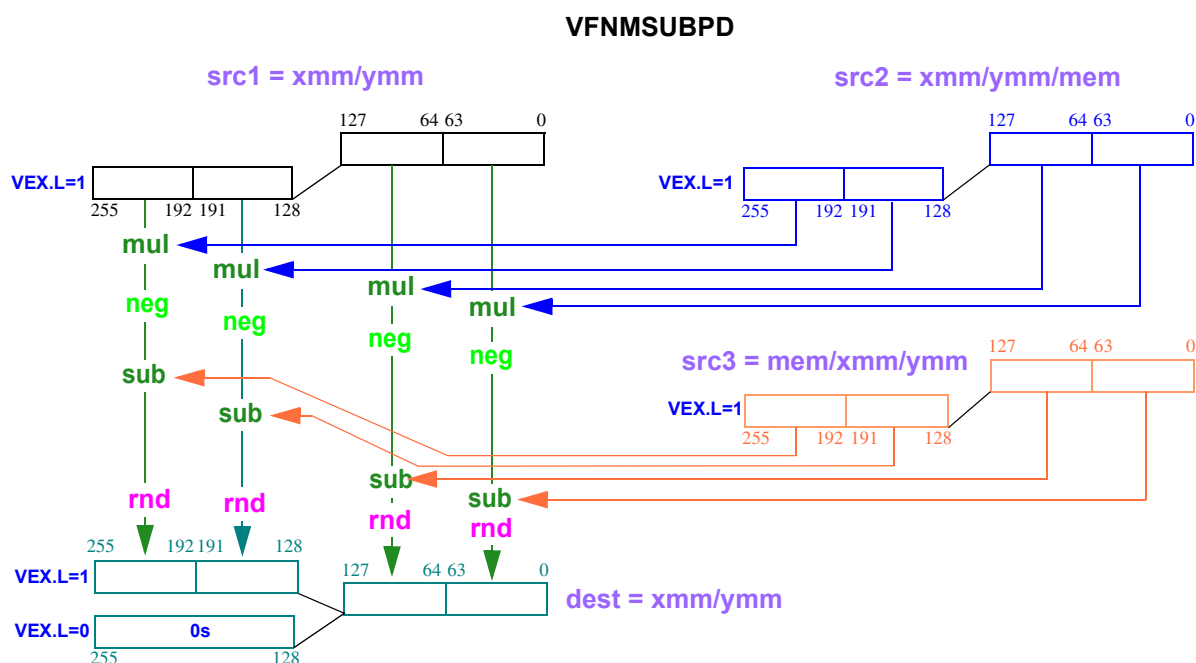 VFNMSUBPD
src1 = xmm/ymm
src2 = xmm/ymm/mem
127 64 63 0
127 64 63 0
VEX.L=1
VEX.L=1
255 192 191 128
255 192 191 128
mul
mul
mul
mul
neg
neg
neg
neg
src3 = mem/xmm/ymm
127 64 63 0
sub
sub
VEX.L=1
255 192 191 128
sub
sub
rnd
rnd
rnd
rnd
255 192 191 128
127 64 63 0
VEX.L=1
dest = xmm/ymm
VEX.L=0
0s
255 128